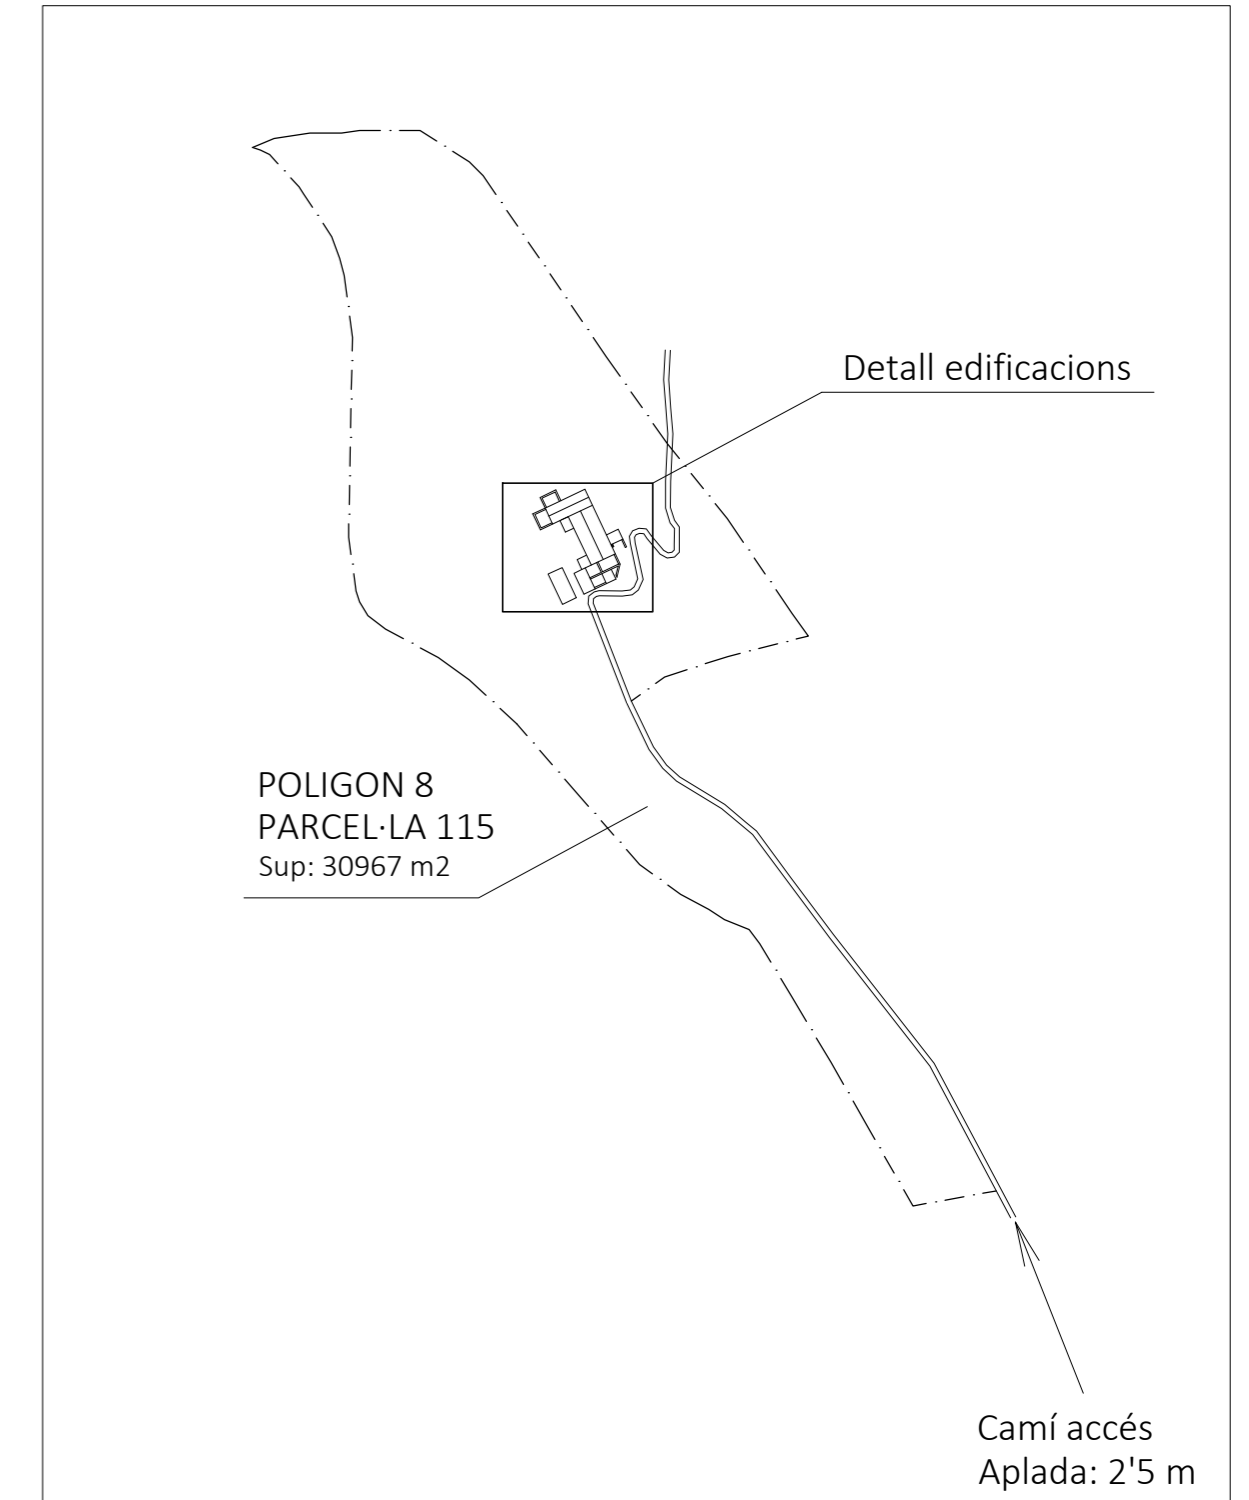 Detall edificacions
POLIGON 8
PARCEL·LA 115
Sup: 30967 m2
Camí accés
Aplada: 2'5 m